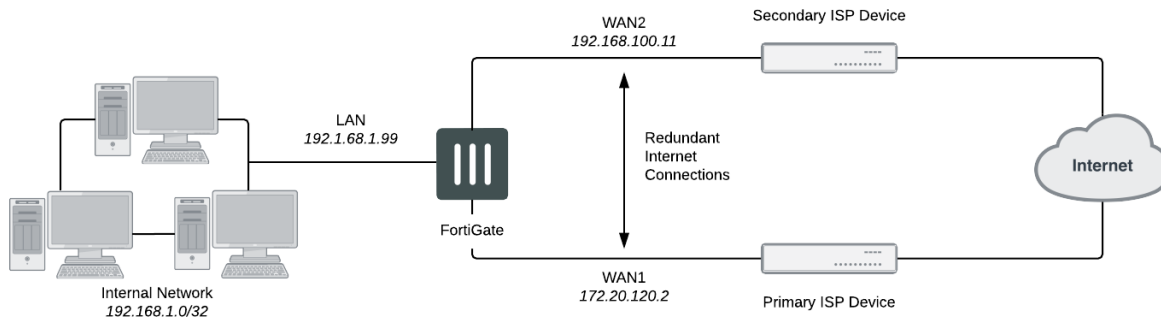 WAN2
192.168.100.11
Secondary ISP Device
LAN
192.1.68.1.99
Redundant
Internet
Connections
Internet
FortiGate
Internal Network
192.168.1.0/32
WAN1
172.20.120.2
Primary ISP Device